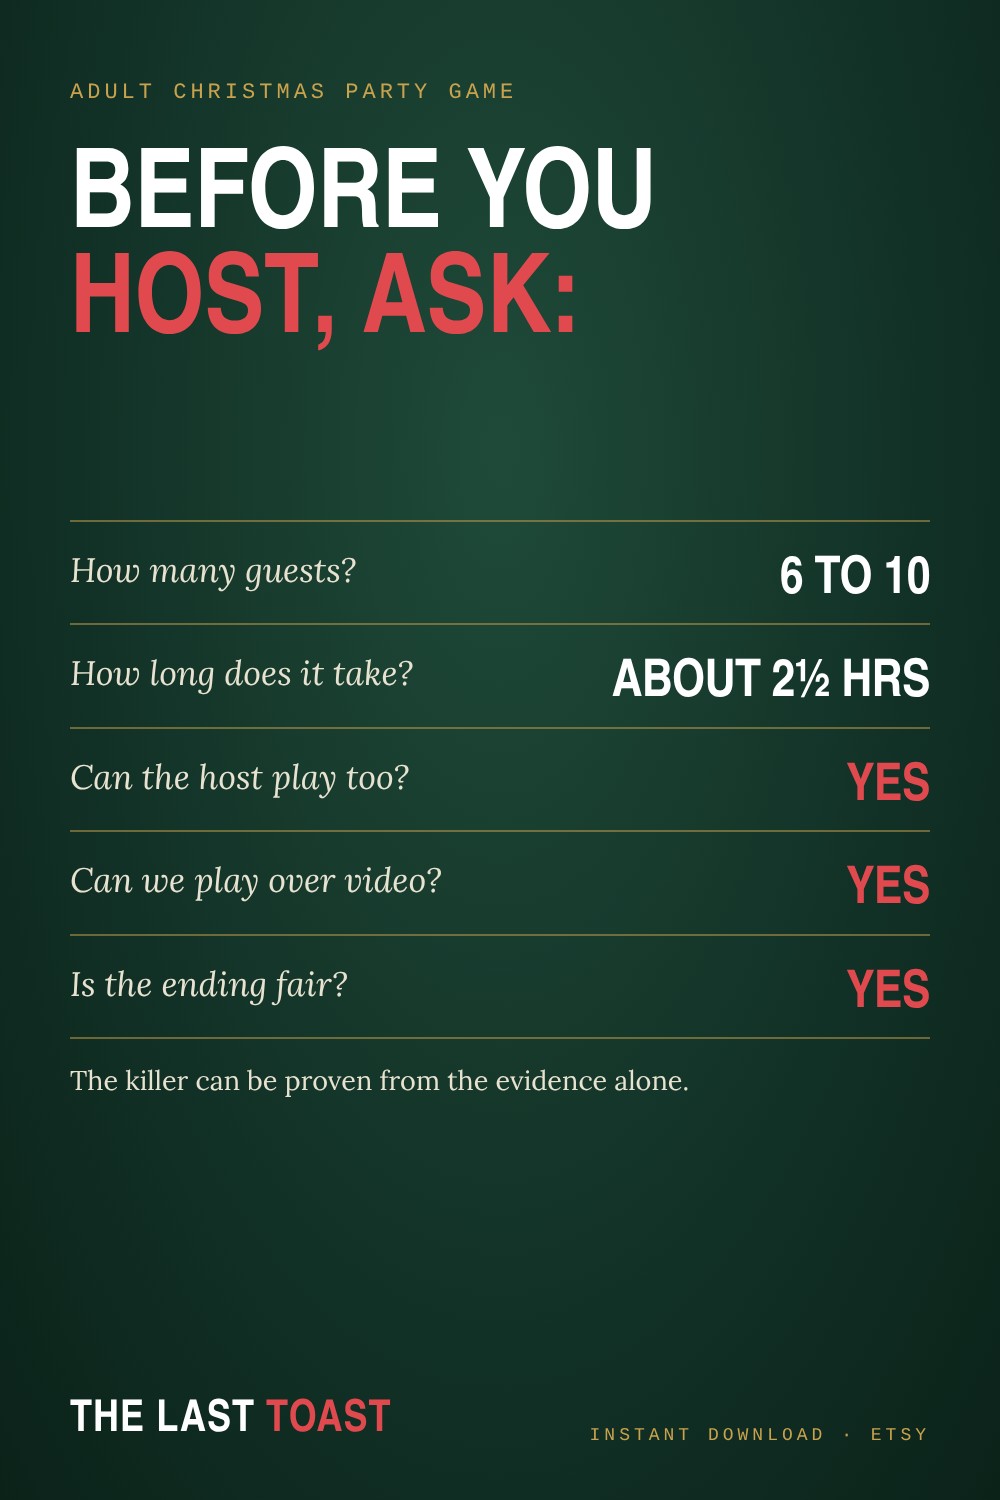 ADULT CHRISTMAS PARTY GAME
BEFORE YOU
HOST, ASK:
How many guests? 6 TO 10
How long does it take? ABOUT 2½ HRS
Can the host play too? YES
Can we play over video? YES
Is the ending fair? YES
The killer can be proven from the evidence alone.
THE LAST TOAST
INSTANT DOWNLOAD · ETSY